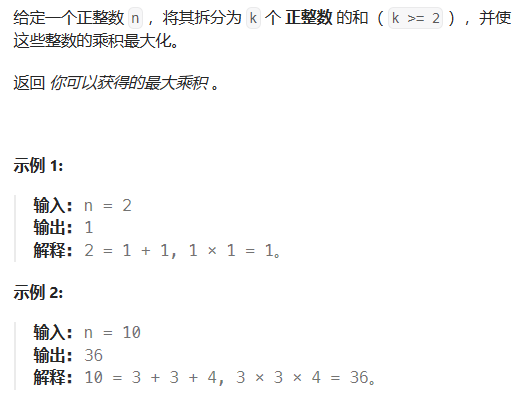 给定一个正整数 n ，将其拆分为 k 个 正整数 的和（ k >= 2 ），并使
这些整数的乘积最大化。
返回 你可以获得的最大乘积 。
示例 1:
输入: n = 2
输出: 1
解释: 2 = 1 + 1, 1 × 1 = 1。
示例 2:
输入: n = 10
输出: 36
解释: 10 = 3 + 3 + 4, 3 × 3 × 4 = 36。